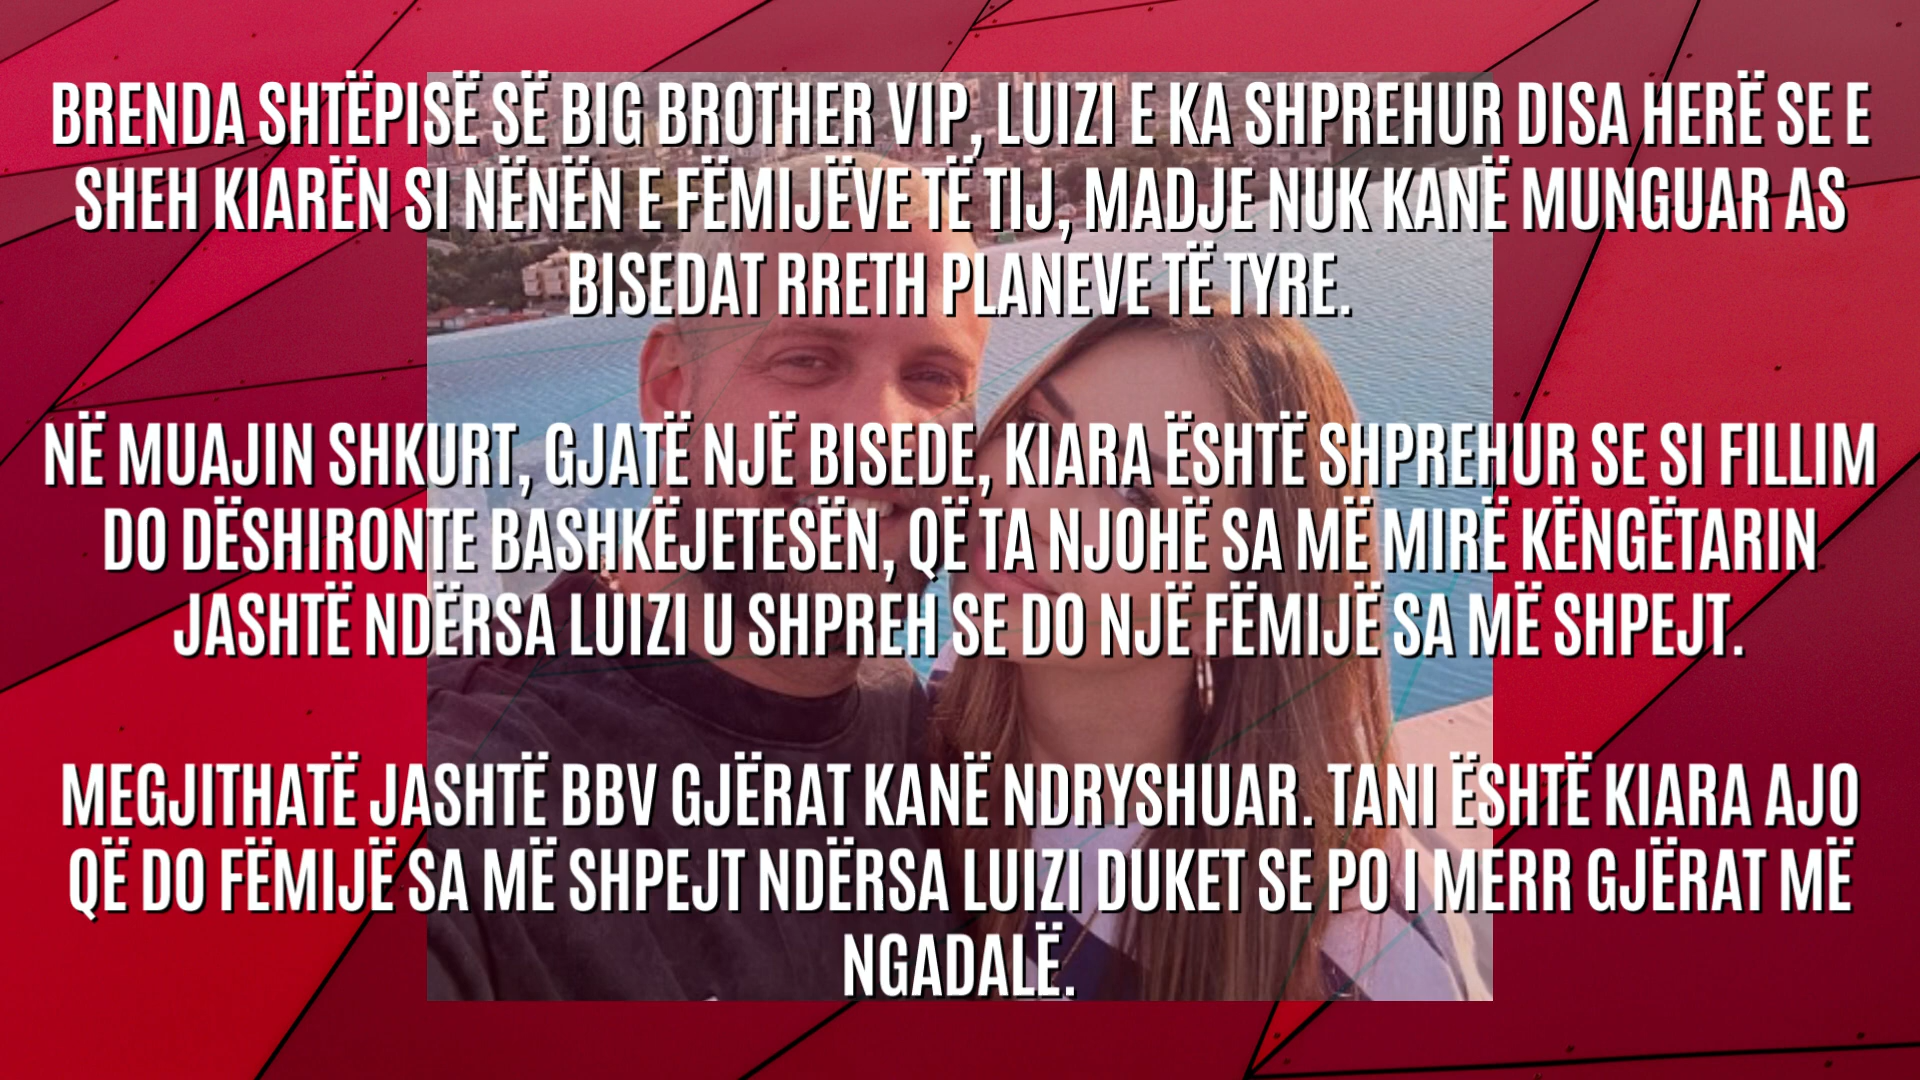 BRENDA SHTËPISË SË BIG BROTHER VIP, LUIZI E KA SHPREHUR DISA HERË SE E
SHEH KIARËN SI NËNËN E FËMIJËVE TË TIJ, MADJE NUK KANË MUNGUAR AS
BISEDAT RRETH PLANEVE TË TYRE.
NË MUAJIN SHKURT, GJATË NJË BISEDE, KIARA ËSHTË SHPREHUR SE SI FILLIM
DO DËSHIRONTE BASHKËJETESËN, QË TA NJOHË SA MË MIRË KËNGËTARIN
JASHTË NDËRSA LUIZI U SHPREH SE DO NJË FËMIJË SA MË SHPEJT.
MEGJITHATË JASHTË BBV GJËRAT KANË NDRYSHUAR. TANI ËSHTË KIARA AJO
QË DO FËMIJË SA MË SHPEJT NDËRSA LUIZI DUKET SE PO I MERR GJËRAT MË
NGADALË.